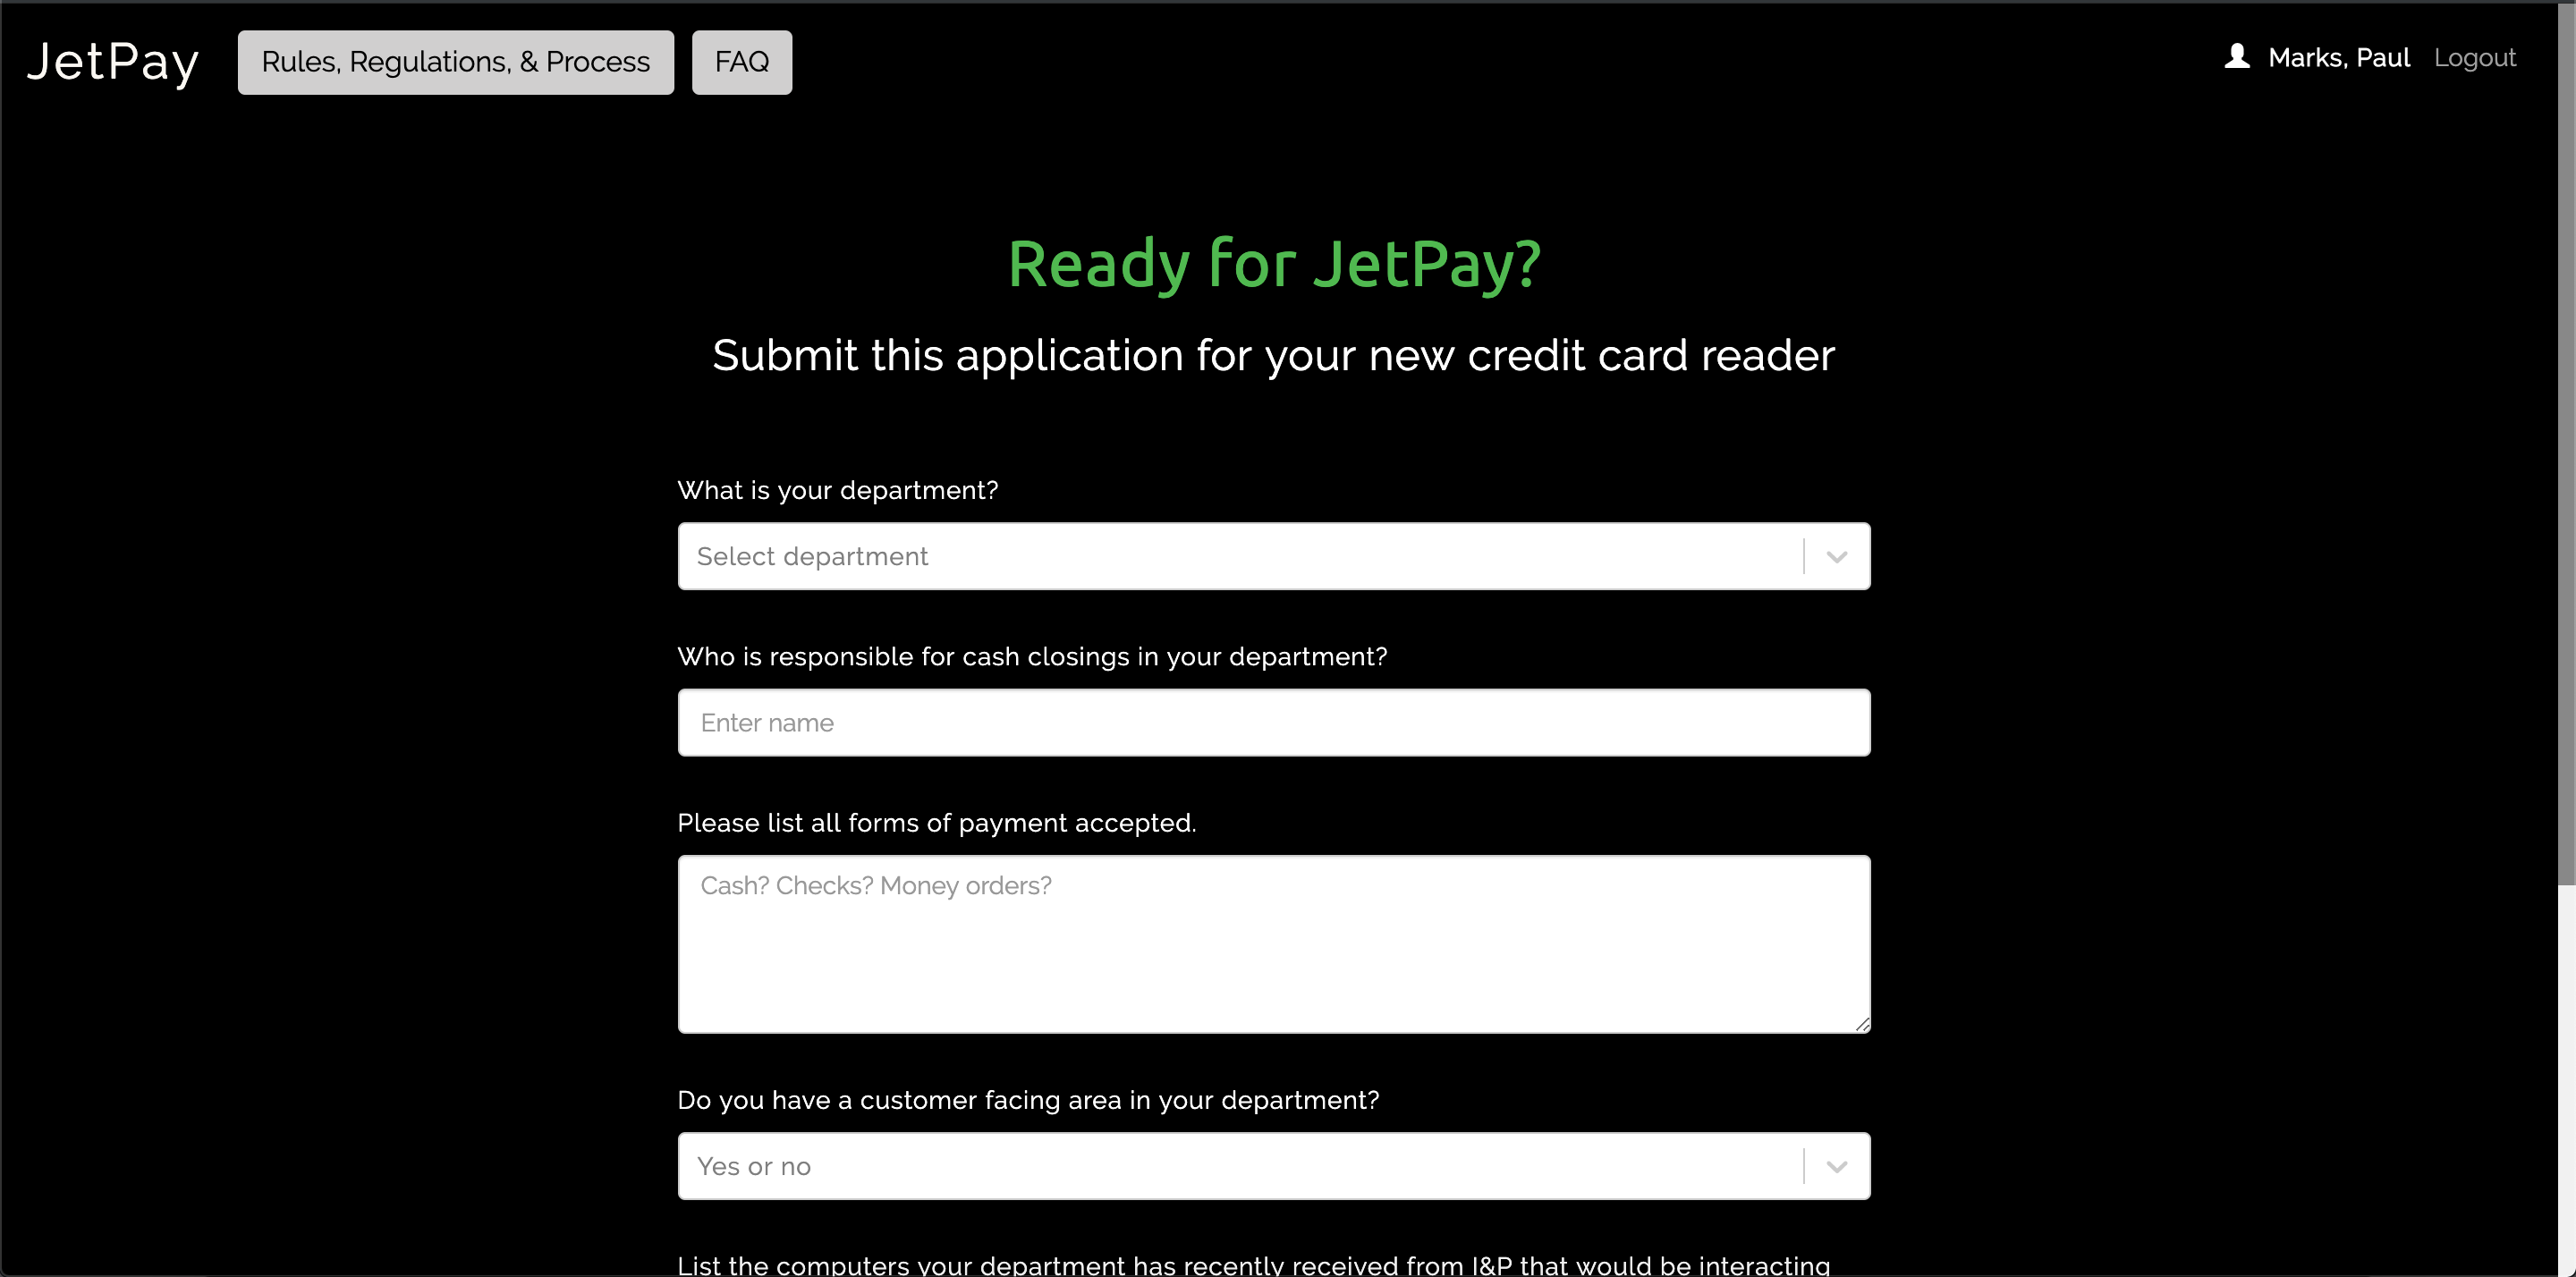 JetPay
Rules, Regulations, & Process
FAQ
Marks, Paul
Logout
Ready for JetPay?
Submit this application for your new credit card reader
What is your department?
Select department
Who is responsible for cash closings in your department?
Enter name
Please list all forms of payment accepted.
Cash? Checks? Money orders?
Do you have a customer facing area in your department?
Yes or no
List the computers your department has recently received from I&P that would be interacting